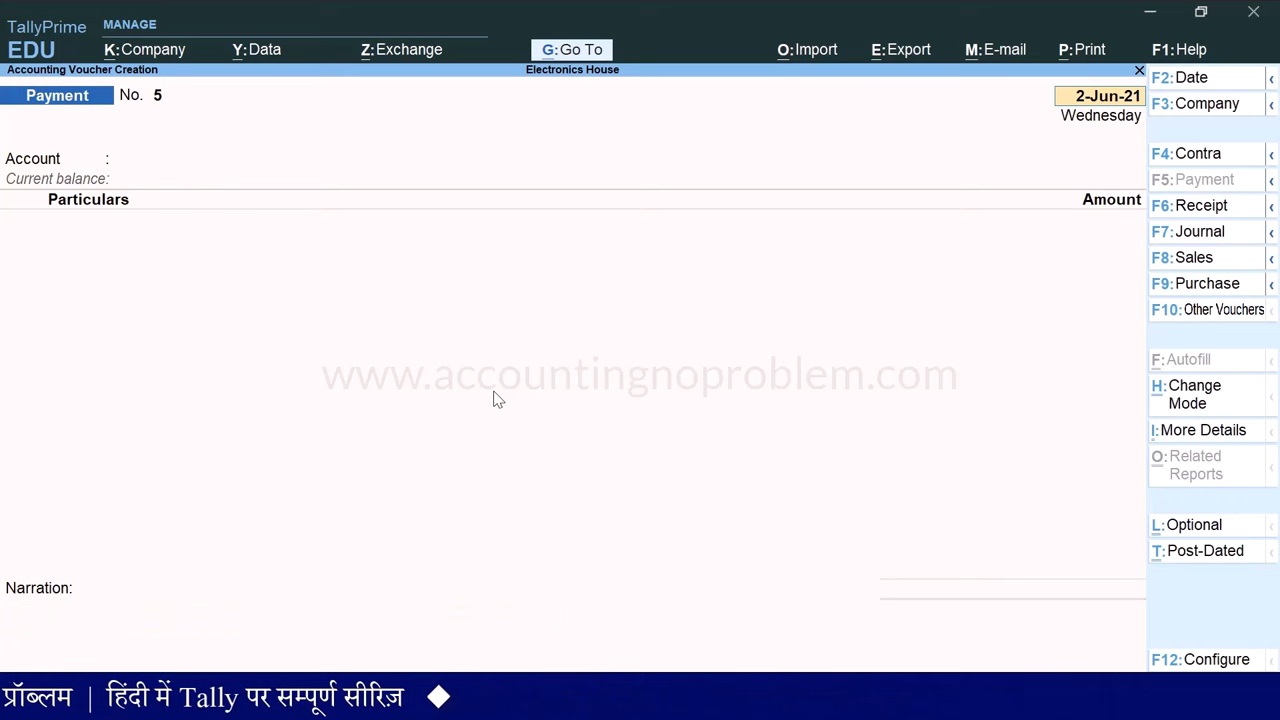 TallyPrime MANAGE
EDU K:Company Y:Data Z:Exchange G:Go To O:Import E:Export M:E-mail P:Print F1:Help
Accounting Voucher Creation Electronics House
Payment No. 5 2-Jun-21
Wednesday
Account :
Current balance:
Particulars Amount
www.accountingnoproblem.com
Narration:
F2:Date
F3:Company
F4:Contra
F5:Payment
F6:Receipt
F7:Journal
F8:Sales
F9:Purchase
F10:Other Vouchers
F:Autofill
H:Change
Mode
I:More Details
O:Related
Reports
L:Optional
T:Post-Dated
F12:Configure
प्रॉब्लम | हिंदी में Tally पर सम्पूर्ण सीरिज़